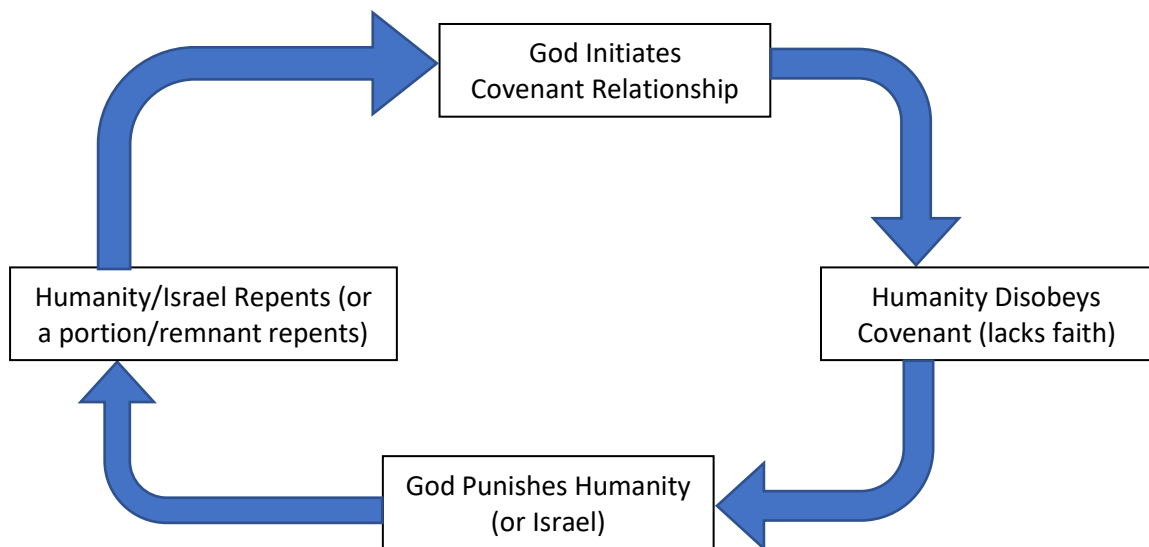 God Initiates
Covenant Relationship
Humanity Disobeys
Covenant (lacks faith)
God Punishes Humanity
(or Israel)
Humanity/Israel Repents (or
a portion/remnant repents)